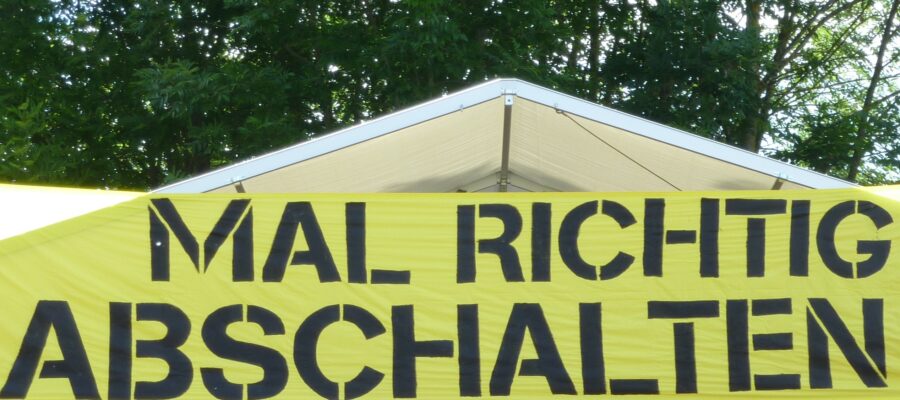 MAL RICHTIG
ABSCHALTEN